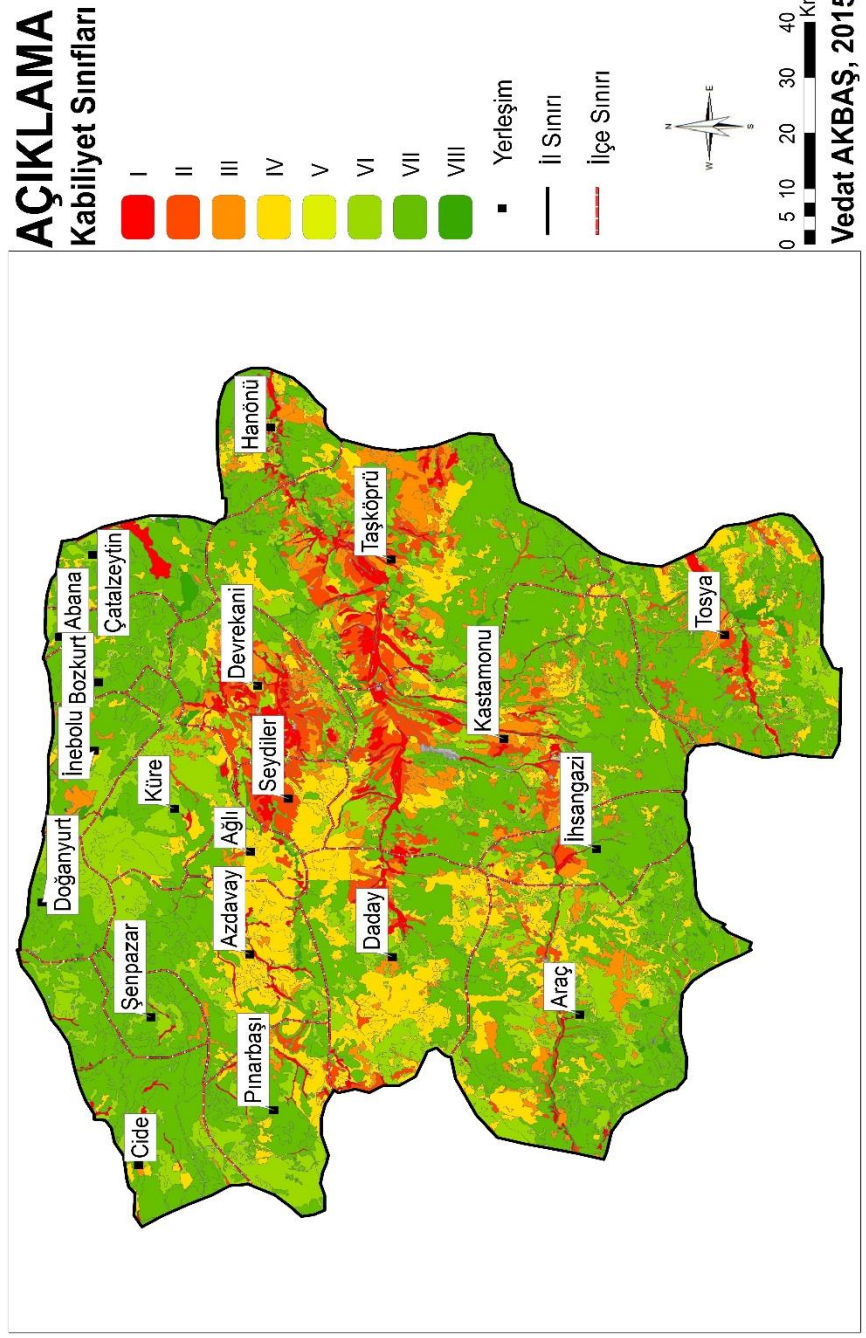 AÇIKLAMA
Kabiliyet Sınıfları
I
II
III
IV
V
VI
VII
VIII
Yerleşim
İl Sınırı
İlçe Sınırı
N
W
E
S
0 5 10 20 30 40
Km
Vedat AKBAŞ, 2015
Cide
Şenpazar
Doğanyurt
İnebolu
Bozkurt
Abana
Çatalzeytin
Küre
Pınarbaşı
Azdavay
Ağlı
Seydiler
Devrekani
Hanönü
Daday
Taşköprü
Kastamonu
Araç
İhsangazi
Tosya